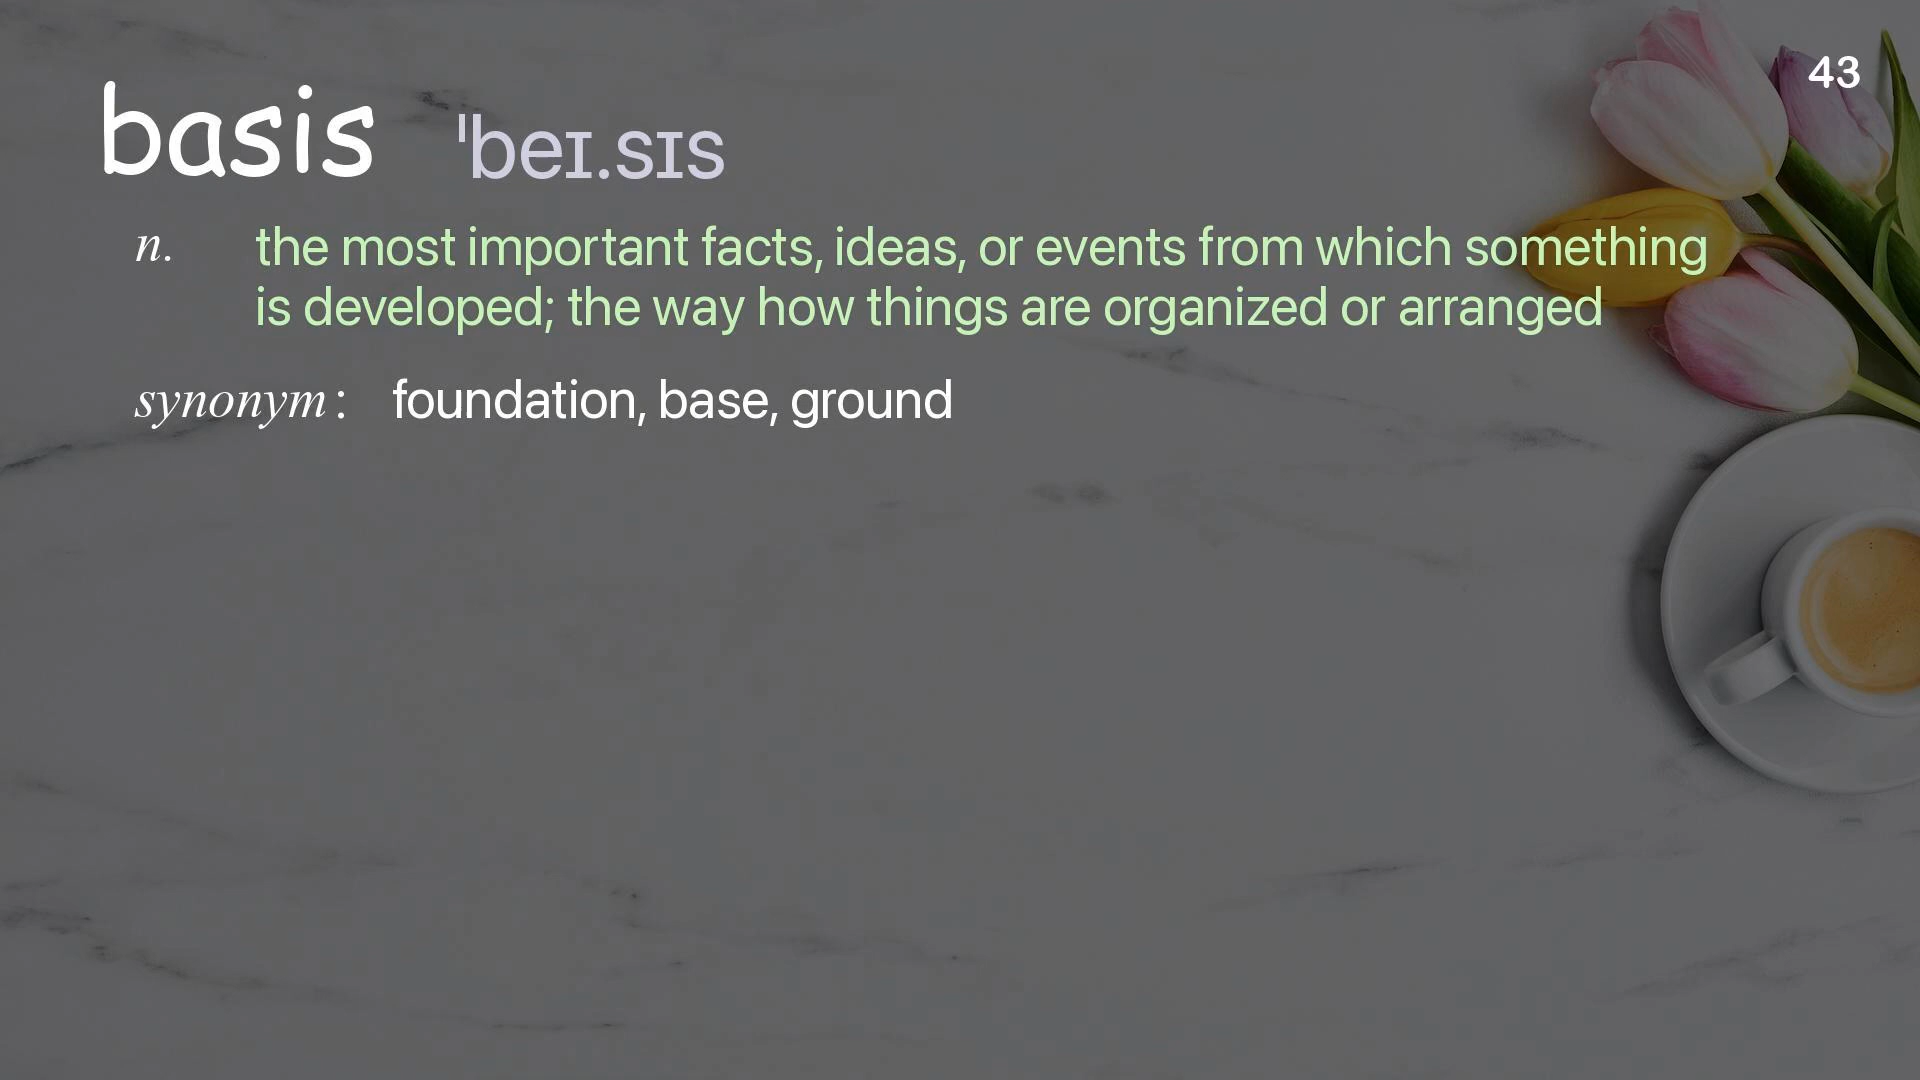 43
basis ˈbeɪ.sɪs
n. the most important facts, ideas, or events from which something
is developed; the way how things are organized or arranged
synonym : foundation, base, ground